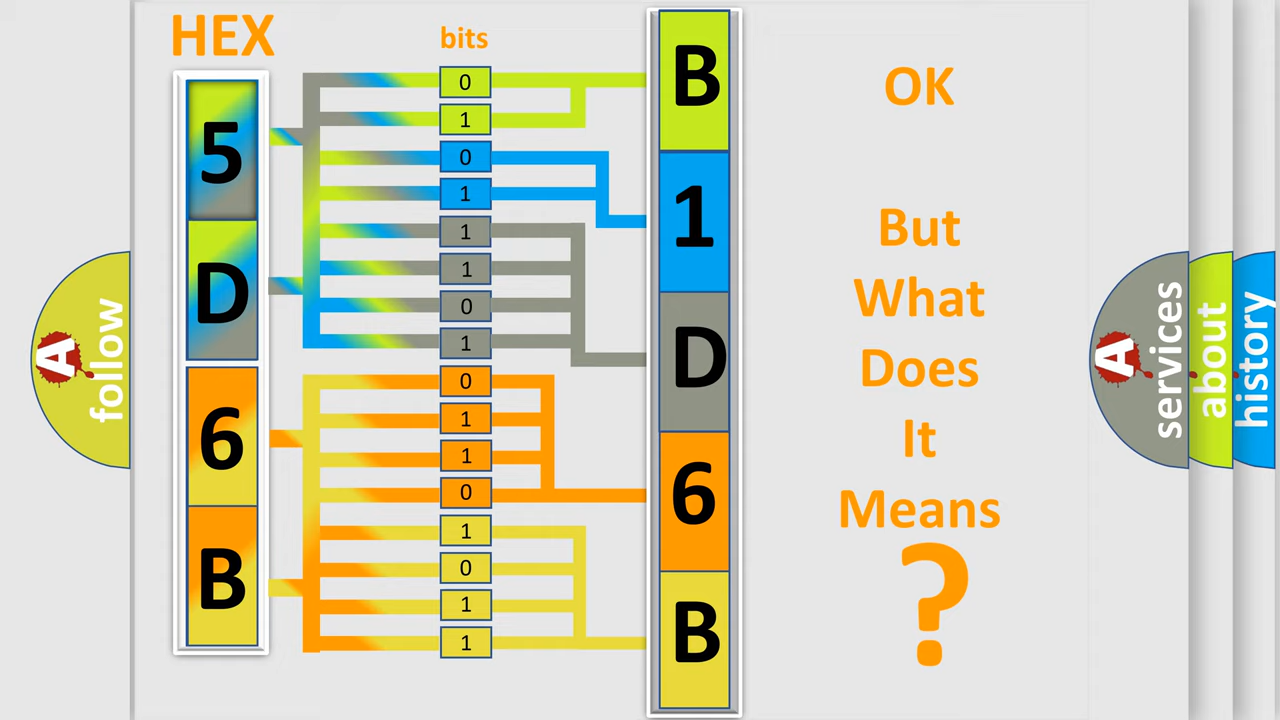 HEX
bits
5
D
6
B
0
1
0
1
1
1
0
1
0
1
1
0
1
0
1
1
B
1
D
6
B
OK
But
What
Does
It
Means
?
A
follow
A
services
about
history